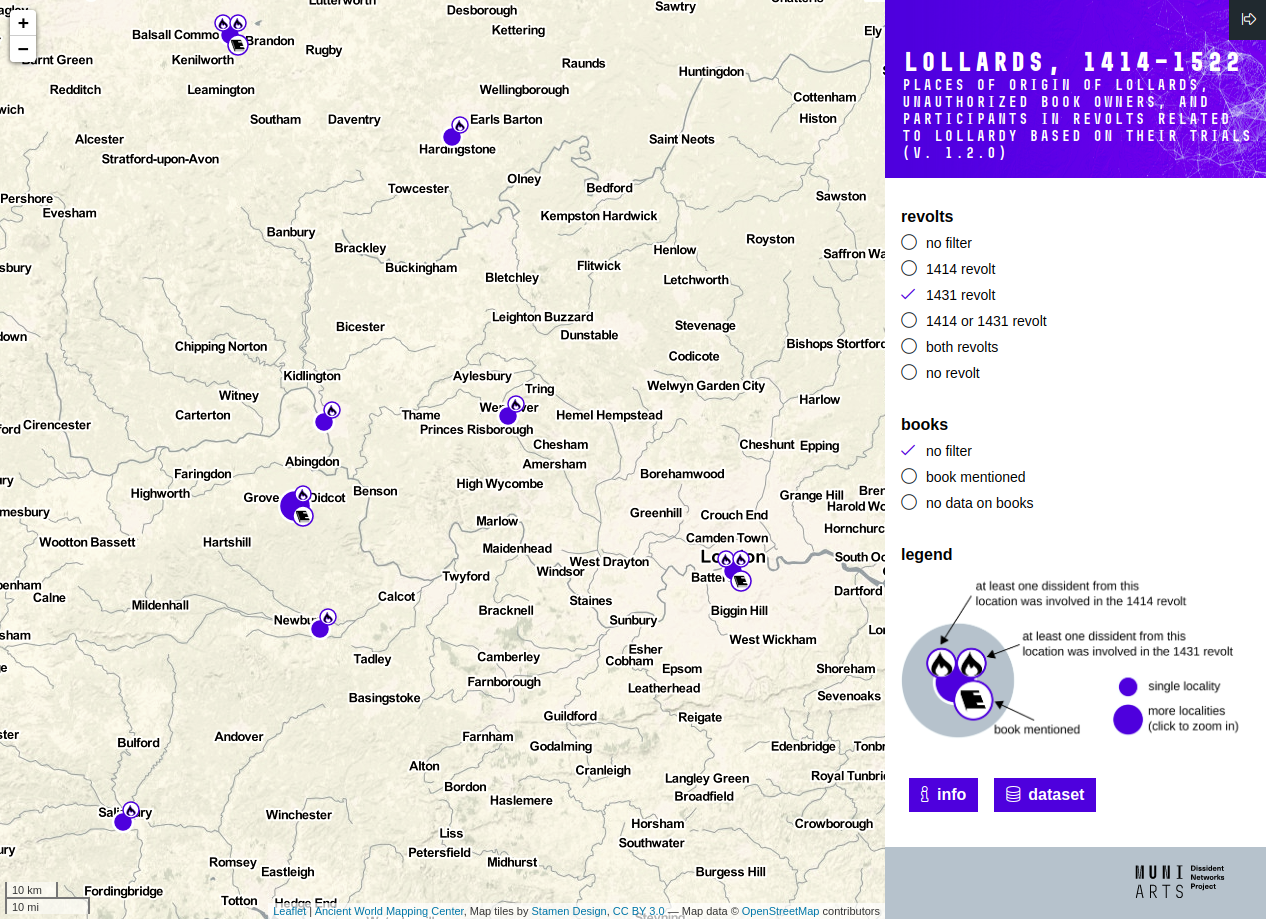 +
−
Lutterworth
Desborough
Sawtry
Kettering
Ely
Balsall Commo
Brandon
Rugby
urnt Green
Kenilworth
Raunds
Huntingdon
Redditch
Leamington
Wellingborough
Cottenham
wich
Southam
Daventry
Earls Barton
Histon
Alcester
Saint Neots
Stratford-upon-Avon
Hardingstone
Olney
Towcester
Bedford
Sawston
Pershore
Evesham
Kempston Hardwick
Banbury
Brackley
Royston
Henlow
Saffron Wa
sbury
Buckingham
Flitwick
Bletchley
Letchworth
Leighton Buzzard
Bicester
Stevenage
Dunstable
down
Chipping Norton
Bishops Stortford
Codicote
Kidlington
Aylesbury
Tring
Welwyn Garden City
Witney
Harlow
Carterton
Thame
Hemel Hempstead
ford
Cirencester
Princes Risborough
Chesham
Cheshunt
Epping
Abingdon
Amersham
Faringdon
Borehamwood
Highworth
Grove
Didcot
Benson
High Wycombe
Grange Hill
Harold Wo
mesbury
Greenhill
Crouch End
Marlow
Hornchurc
Wootton Bassett
Hartshill
Camden Town
Maidenhead
West Drayton
South Oc
Windsor
Twyford
penham
Calne
Calcot
Staines
Dartford
Mildenhall
Bracknell
Biggin Hill
Sunbury
sham
West Wickham
Tadley
Camberley
Esher
Cobham
Epsom
Shoreham
Farnborough
Leatherhead
Basingstoke
Sevenoaks
Guildford
Reigate
Bulford
Andover
Farnham
Godalming
Edenbridge
Tonbr
Alton
Cranleigh
Langley Green
Royal Tunbri
Bordon
Broadfield
Haslemere
Winchester
Horsham
Crowborough
Liss
Southwater
Petersfield
Romsey
Midhurst
Eastleigh
Burgess Hill
Fordingbridge
Totton
Hedge End
Steyning
10 km
10 mi
Leaflet | Ancient World Mapping Center, Map tiles by Stamen Design, CC BY 3.0 — Map data © OpenStreetMap contributors
LOLLARDS, 1414-1522
PLACES OF ORIGIN OF LOLLARDS,
UNAUTHORIZED BOOK OWNERS, AND
PARTICIPANTS IN REVOLTS RELATED
TO LOLLARDY BASED ON THEIR TRIALS
(V. 1.2.0)
revolts
no filter
1414 revolt
1431 revolt
1414 or 1431 revolt
both revolts
no revolt
books
no filter
book mentioned
no data on books
legend
at least one dissident from this
location was involved in the 1414 revolt
at least one dissident from this
location was involved in the 1431 revolt
single locality
more localities
(click to zoom in)
book mentioned
info
dataset
MUNI
ARTS
Dissident
Networks
Project